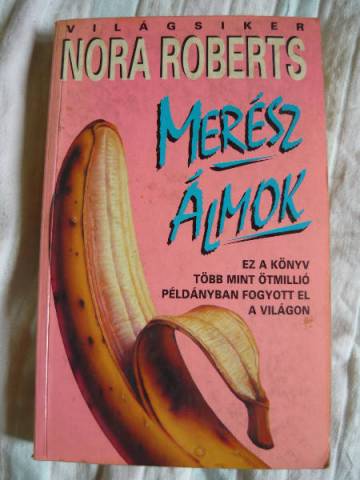 VILÁGSIKER
NORA ROBERTS
MERÉSZ
ÁLMOK
EZ A KÖNYV
TÖBB MINT ÖTMILLIÓ
PÉLDÁNYBAN FOGYOTT EL
A VILÁGON